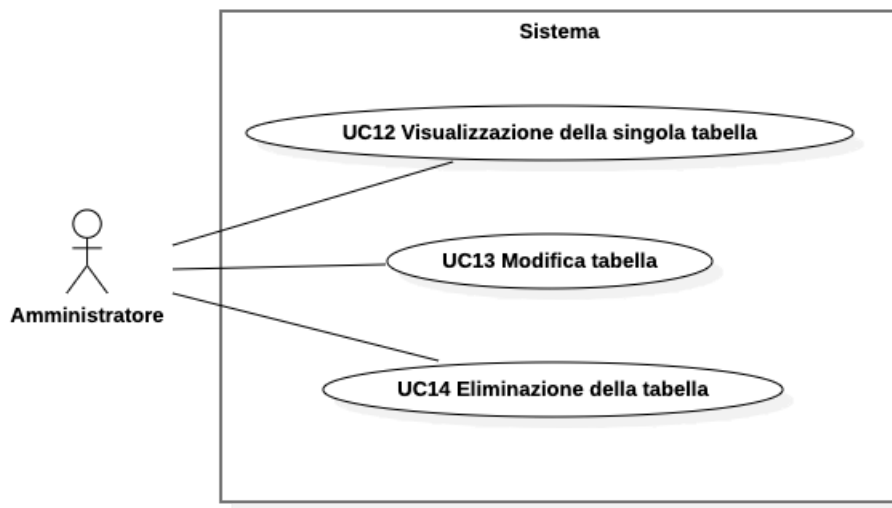 Sistema
UC12 Visualizzazione della singola tabella
UC13 Modifica tabella
Amministratore
UC14 Eliminazione della tabella